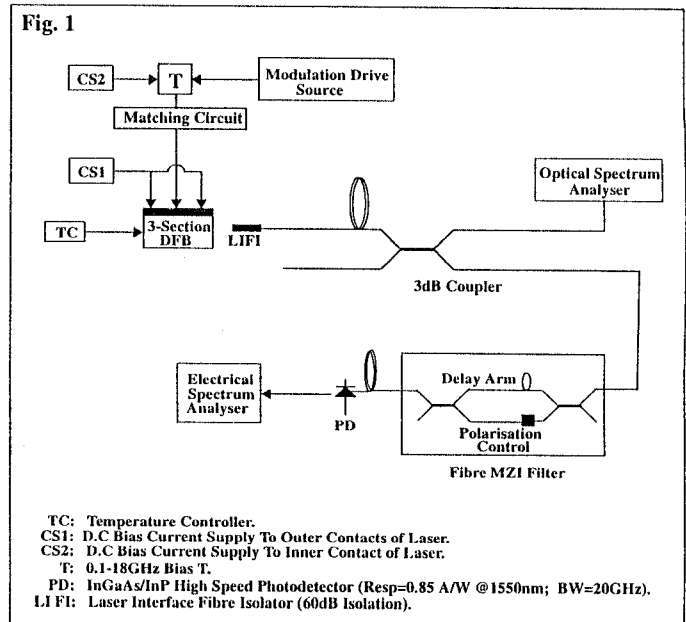 Fig. 1
CS2
T
Modulation Drive
Source
Matching Circuit
CS1
Optical Spectrum
Analyser
TC
3-Section
DFB
LIFI
3dB Coupler
Electrical
Spectrum
Analyser
Delay Arm
PD
Polarisation
Control
Fibre MZI Filter
TC: Temperature Controller.
CS1: D.C Bias Current Supply To Outer Contacts of Laser.
CS2: D.C Bias Current Supply To Inner Contact of Laser.
T: 0.1-18GHz Bias T.
PD: InGaAs/InP High Speed Photodetector (Resp=0.85 A/W @1550nm; BW=20GHz).
LI FI: Laser Interface Fibre Isolator (60dB Isolation).